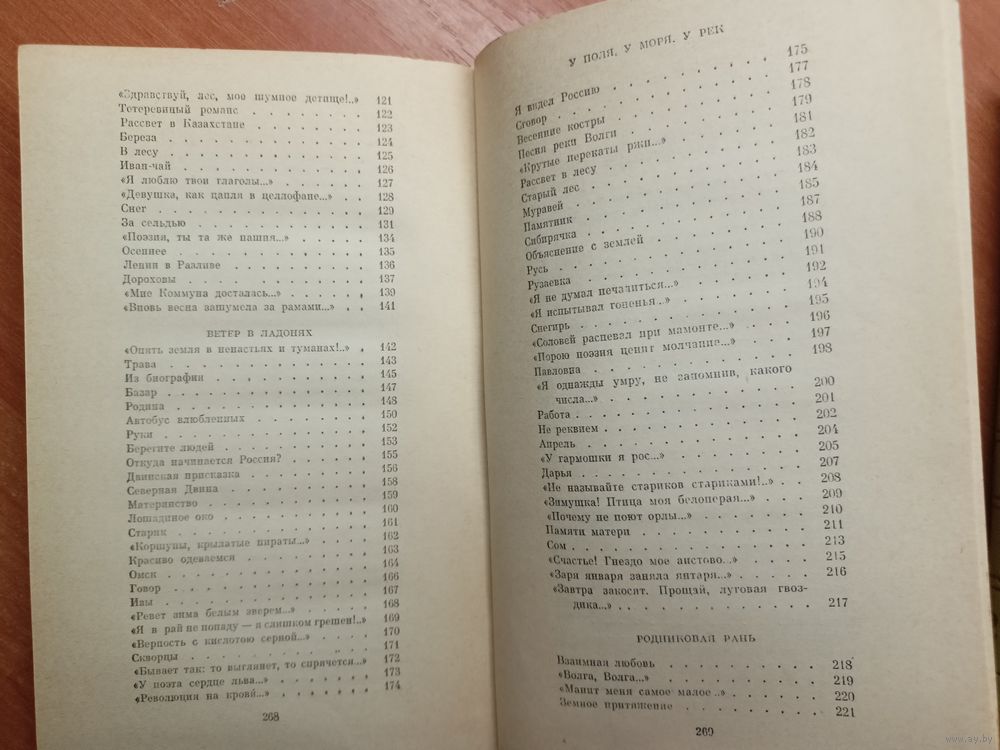 «Здравствуй, лес, мое шумное детище!..» 121
Тетеревиный романс . . . . . . . 122
Рассвет в Казахстане . . . . . . . 123
Береза . . . . . . . . . . . 124
В лесу . . . . . . . . . . . 125
Иван-чай . . . . . . . . . . 126
«Я люблю твои глаголы...» . . . . . 127
«Девушка, как цапля в целлофане...» . . 128
Снег . . . . . . . . . . . 129
За сельдью . . . . . . . . . 131
«Поэзия, ты та же пашня...» . . . . 134
Осеннее . . . . . . . . . . 135
Ленин в Разливе . . . . . . . . 136
Дороховы . . . . . . . . . . 137
«Мне Коммуна досталась...» . . . . 139
«Вновь весна зашумела за рамами...» . . 141
ВЕТЕР В ЛАДОНЯХ
«Опять земля в ненастьях и туманах!..» . 142
Трава . . . . . . . . . . . 143
Из биографии . . . . . . . . . 145
Базар . . . . . . . . . . . 147
Родина . . . . . . . . . . . 148
Автобус влюбленных . . . . . . . 150
Руки . . . . . . . . . . . 152
Берегите людей . . . . . . . . 153
Откуда начинается Россия? . . . . . 155
Двинская присказка . . . . . . . 156
Северная Двина . . . . . . . . 158
Материнство . . . . . . . . . 159
Лошадиное око . . . . . . . . 160
Старик . . . . . . . . . . . 161
«Коршуны, крылатые пираты...» . . . 162
Красиво одеваемся . . . . . . . 163
Омск . . . . . . . . . . . 164
Говор . . . . . . . . . . . 166
Ивы . . . . . . . . . . . 167
«Ревет зима белым зверем...» . . . . 168
«Я в рай не попаду — я слишком грешен!..» 169
«Верность с кислотою серной...» . . . . 170
Скворцы . . . . . . . . . . 171
«Бывает так: то выглянет, то спрячется...» 172
«У поэта сердце льва...» . . . . . . 173
«Революция на крови...» . . . . . . 174
268
У ПОЛЯ, У МОРЯ, У РЕК
Я видел Россию . . . . . . . . 175
Сговор . . . . . . . . . . . 177
Весенние костры . . . . . . . . 178
Песня реки Волги . . . . . . . . 179
«Крутые перекаты ржи...» . . . . . 181
Рассвет в лесу . . . . . . . . . 182
Старый лес . . . . . . . . . . 183
Муравей . . . . . . . . . . . 184
Памятник . . . . . . . . . . 185
Сибирячка . . . . . . . . . . 187
Объяснение с землей . . . . . . . 188
Русь . . . . . . . . . . . . 190
Рузаевка . . . . . . . . . . . 191
«Я не думал печалиться...» . . . . . 192
«Я испытывал гоненья..» . . . . . . 194
Снегирь . . . . . . . . . . . 195
«Соловей распевал при мамонте...» . . . 196
«Порою поэзия ценит молчание...» . . . 197
Павловна . . . . . . . . . . . 198
«Я однажды умру, не запомнив, какого
числа...» . . . . . . . . . . 200
Работа . . . . . . . . . . . 201
Не реквием . . . . . . . . . . 202
Апрель . . . . . . . . . . . 204
«У гармошки я рос...» . . . . . . . 205
Дарья . . . . . . . . . . . . 207
«Не называйте стариков стариками!..» . . 208
«Зимушка! Птица моя белоперая...» . . . 209
«Почему не поют орлы...» . . . . . . 210
Памяти матери . . . . . . . . . 211
Сом . . . . . . . . . . . . 213
«Счастье! Гнездо мое аистово..» . . . . 215
«Заря января заняла янтаря...» . . . . 216
«Завтра закосят. Прощай, луговая гвоз-
дика...» . . . . . . . . . . 217
РОДНИКОВАЯ РАНЬ
Взаимная любовь . . . . . . . . 218
«Волга, Волга...» . . . . . . . . 219
«Манит меня самое малое..» . . . . . 220
Земное притяжение . . . . . . . . 221
269
www.ay.by